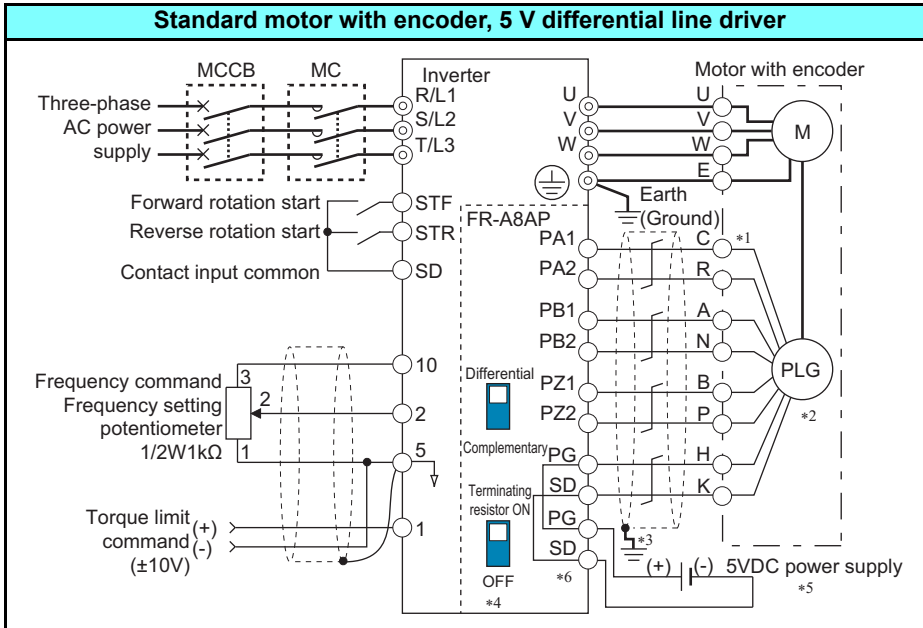 Standard motor with encoder, 5 V differential line driver
MCCB
MC
Inverter
Motor with encoder
Three-phase
AC power
supply
R/L1
S/L2
T/L3
U
V
W
U
V
W
E
M
Earth
(Ground)
Forward rotation start
Reverse rotation start
Contact input common
STF
STR
SD
FR-A8AP
PA1
PA2
PB1
PB2
PZ1
PZ2
PG
SD
PG
SD
C
R
A
N
B
P
H
K
*1
PLG
*2
Frequency command
Frequency setting
potentiometer
1/2W1kΩ
3
2
1
10
2
5
1
Differential
Complementary
Terminating
resistor ON
OFF
*4
Torque limit
command
(±10V)
(+)
(-)
*3
*6
(+)
(-)
5VDC power supply
*5